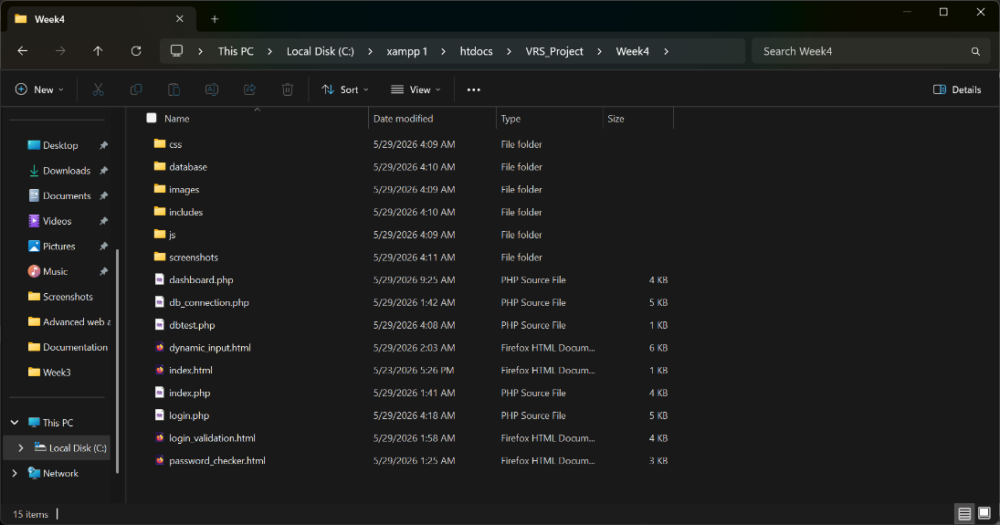 Week4
This PC > Local Disk (C:) > xampp 1 > htdocs > VRS_Project > Week4 >
Search Week4
New
Sort
View
Details
Name Date modified Type Size
Desktop
Downloads
Documents
Videos
Pictures
Music
Screenshots
Advanced web a
Documentation
Week3
This PC
Local Disk (C:)
Network
css 5/29/2026 4:09 AM File folder
database 5/29/2026 4:10 AM File folder
images 5/29/2026 4:09 AM File folder
includes 5/29/2026 4:10 AM File folder
js 5/29/2026 4:09 AM File folder
screenshots 5/29/2026 4:11 AM File folder
dashboard.php 5/29/2026 9:25 AM PHP Source File 4 KB
db_connection.php 5/29/2026 1:42 AM PHP Source File 5 KB
dbtest.php 5/29/2026 4:08 AM PHP Source File 1 KB
dynamic_input.html 5/29/2026 2:03 AM Firefox HTML Docum... 6 KB
index.html 5/23/2026 5:26 PM Firefox HTML Docum... 1 KB
index.php 5/29/2026 1:41 AM PHP Source File 4 KB
login.php 5/29/2026 4:18 AM PHP Source File 5 KB
login_validation.html 5/29/2026 1:58 AM Firefox HTML Docum... 4 KB
password_checker.html 5/29/2026 1:25 AM Firefox HTML Docum... 3 KB
15 items